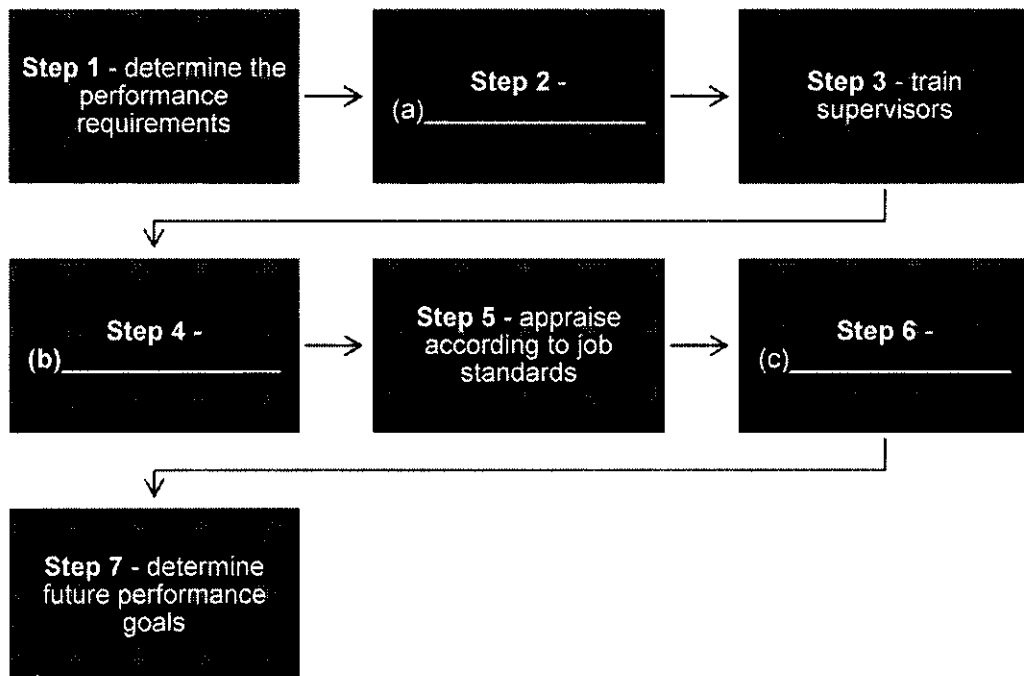 Step 1 - determine the
performance
requirements
Step 2 -
(a)
Step 3 - train
supervisors
Step 4 -
(b)
Step 5 - appraise
according to job
standards
Step 6 -
(c)
Step 7 - determine
future performance
goals